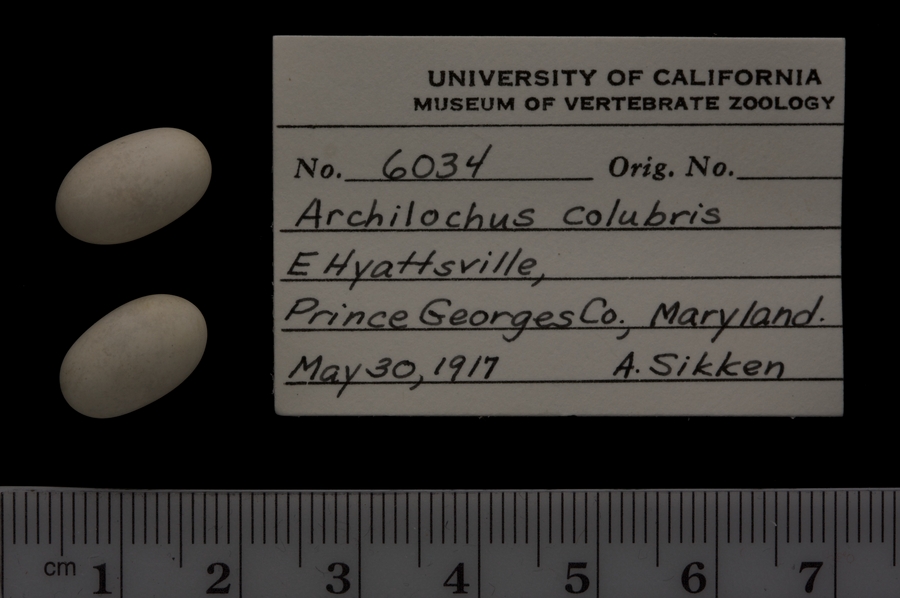 UNIVERSITY OF CALIFORNIA
MUSEUM OF VERTEBRATE ZOOLOGY
No. 6034 Orig. No.
Archilochus colubris
E Hyattsville,
Prince Georges Co., Maryland.
May 30, 1917 A. Sikken
cm 1 2 3 4 5 6 7